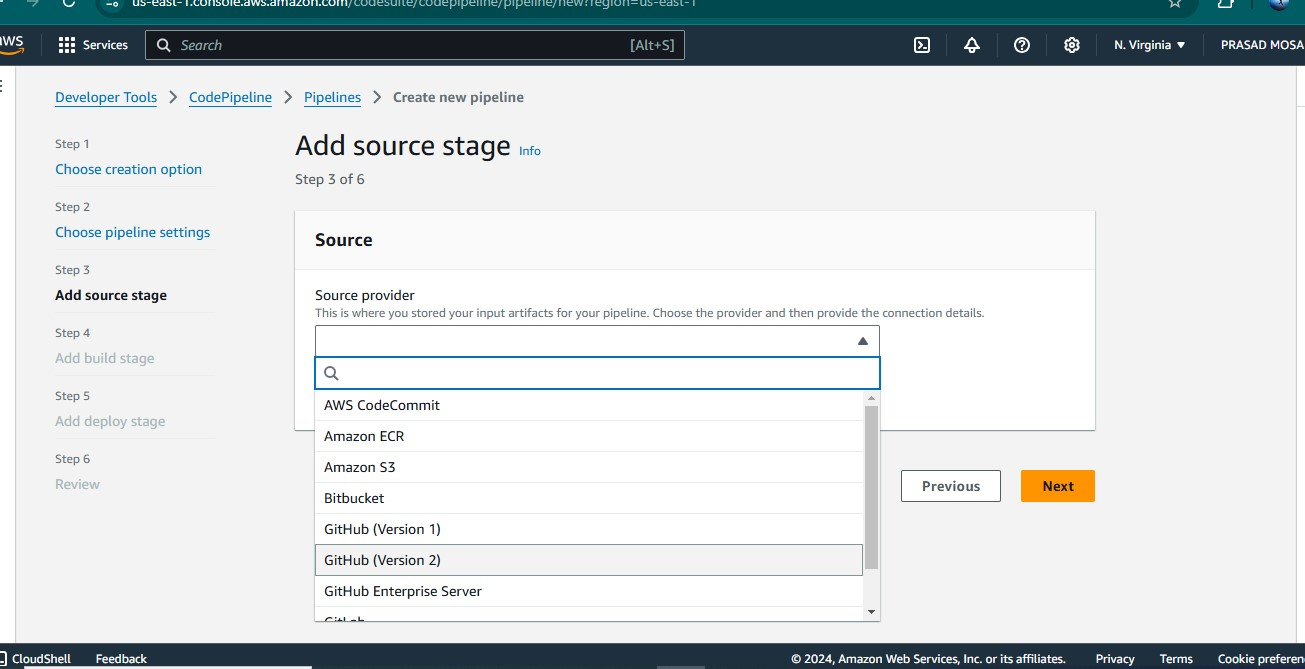 us-east-1.console.aws.amazon.com/codesuite/codepipeline/pipeline/new?region=us-east-1
aws Services Search [Alt+S] N. Virginia PRASAD MOSA
Developer Tools > CodePipeline > Pipelines > Create new pipeline
Step 1
Choose creation option
Step 2
Choose pipeline settings
Step 3
Add source stage
Step 4
Add build stage
Step 5
Add deploy stage
Step 6
Review
Add source stage Info
Step 3 of 6
Source
Source provider
This is where you stored your input artifacts for your pipeline. Choose the provider and then provide the connection details.
AWS CodeCommit
Amazon ECR
Amazon S3
Bitbucket
GitHub (Version 1)
GitHub (Version 2)
GitHub Enterprise Server
GitLab
Previous Next
CloudShell Feedback © 2024, Amazon Web Services, Inc. or its affiliates. Privacy Terms Cookie preferen